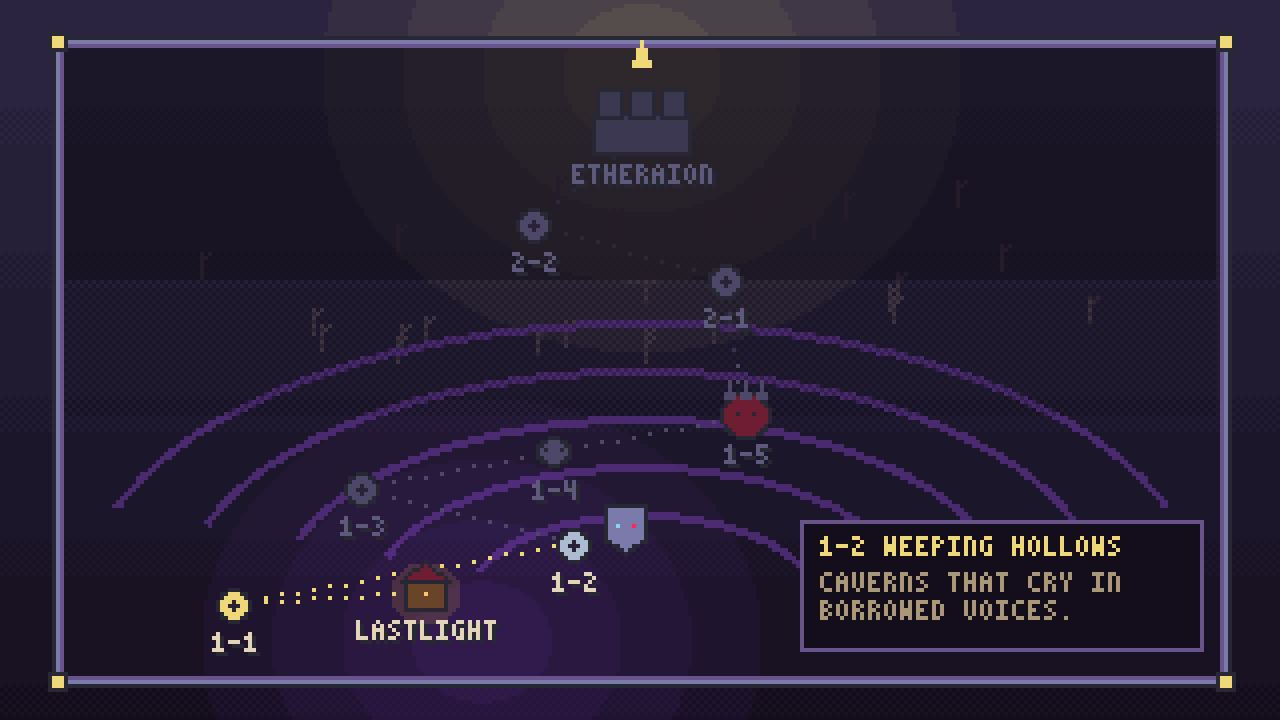 ETHERAION
2-2
2-1
1-5
1-4
1-3
1-2
LASTLIGHT
1-1
1-2 WEEPING HOLLOWS
CAVERNS THAT CRY IN
BORROWED VOICES.